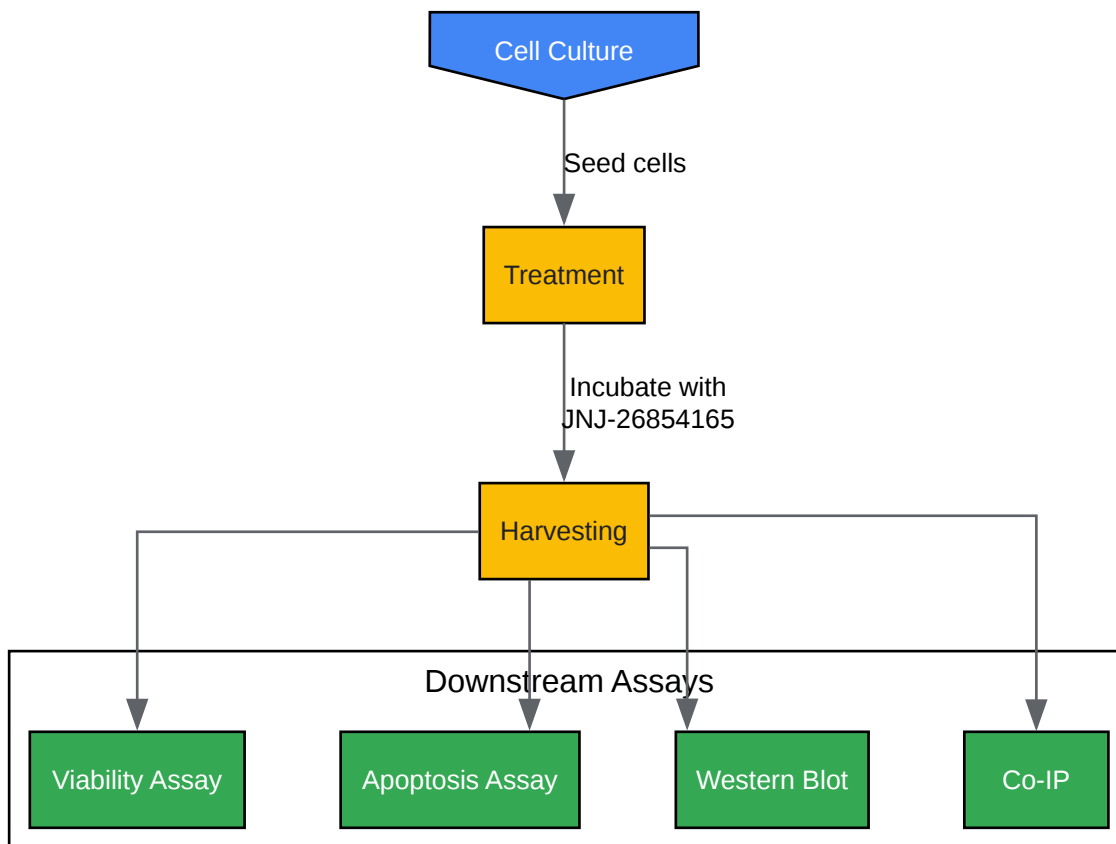 Cell Culture
Seed cells
Treatment
Incubate with
JNJ-26854165
Harvesting
Downstream Assays
Viability Assay
Apoptosis Assay
Western Blot
Co-IP